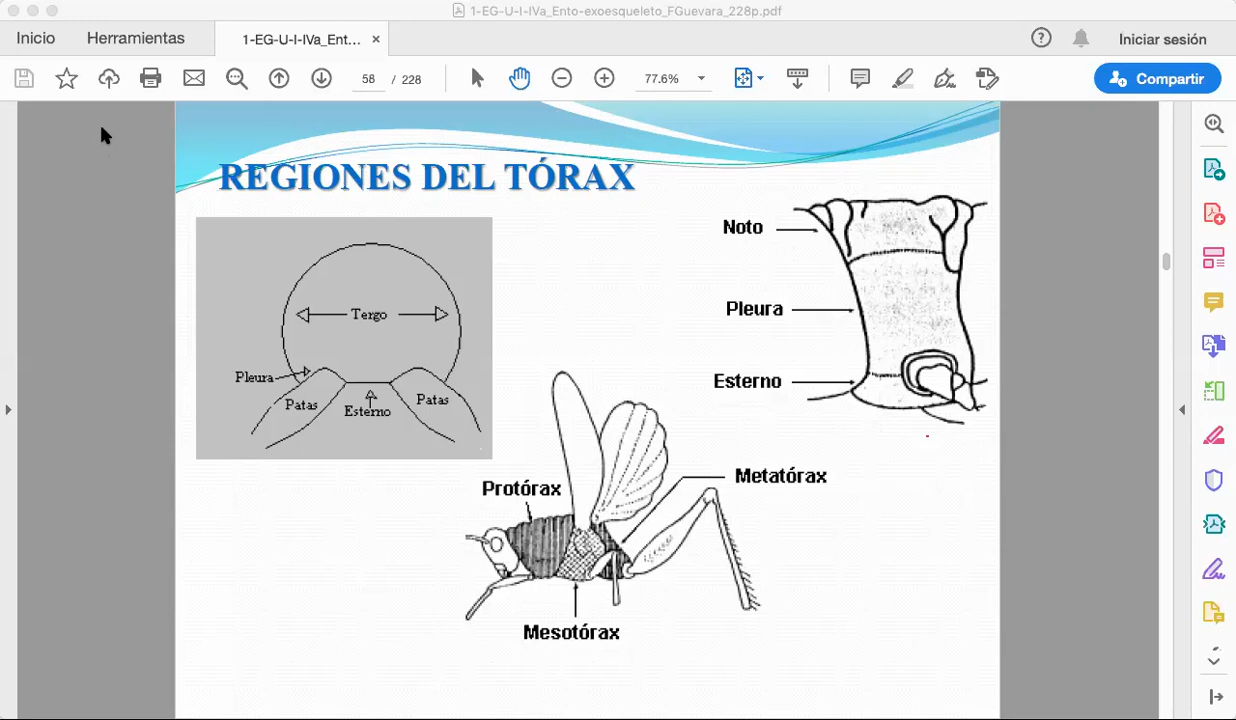 1-EG-U-I-IVa_Ento-exoesqueleto_FGuevara_228p.pdf
Inicio
Herramientas
1-EG-U-I-IVa_Ent...
×
Iniciar sesión
58 / 228
77.6%
Compartir
REGIONES DEL TÓRAX
Noto
Pleura
Esterno
Tergo
Pleura
Patas
Esterno
Patas
Protórax
Metatórax
Mesotórax